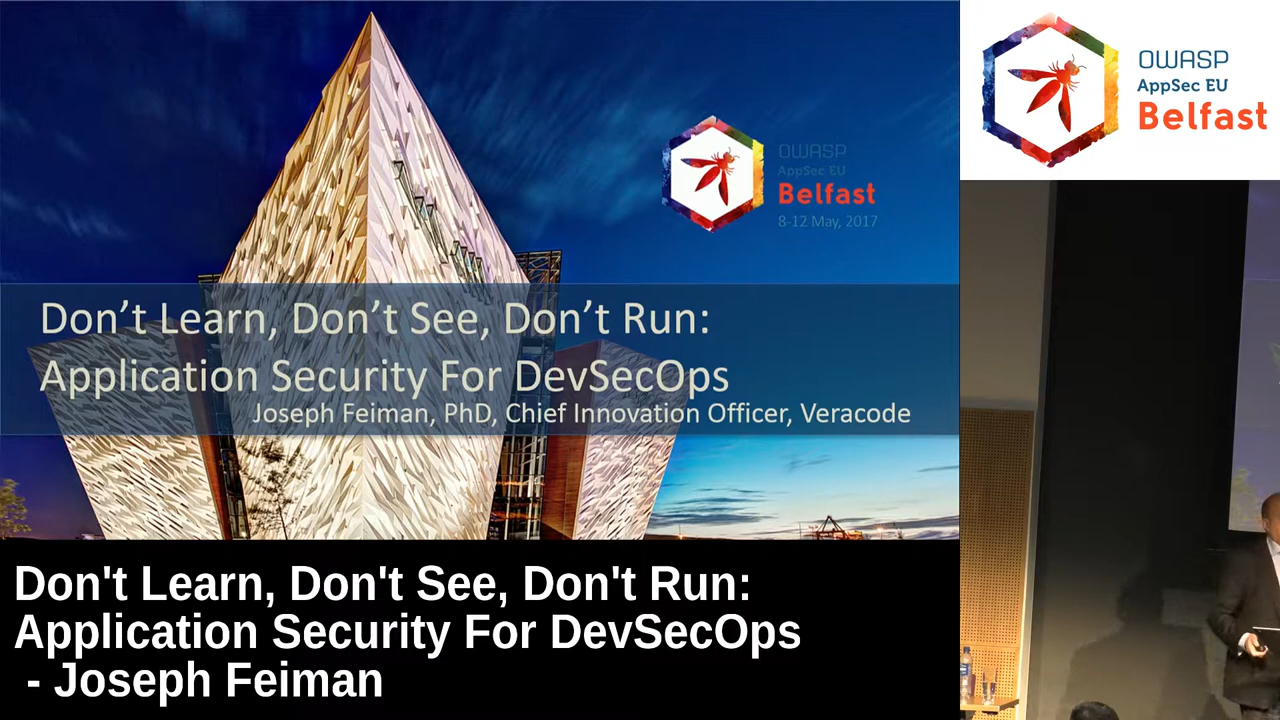 OWASP
AppSec EU
Belfast
8-12 May, 2017
Don’t Learn, Don’t See, Don’t Run:
Application Security For DevSecOps
Joseph Feiman, PhD, Chief Innovation Officer, Veracode
OWASP
AppSec EU
Belfast
Don't Learn, Don't See, Don't Run:
Application Security For DevSecOps
- Joseph Feiman